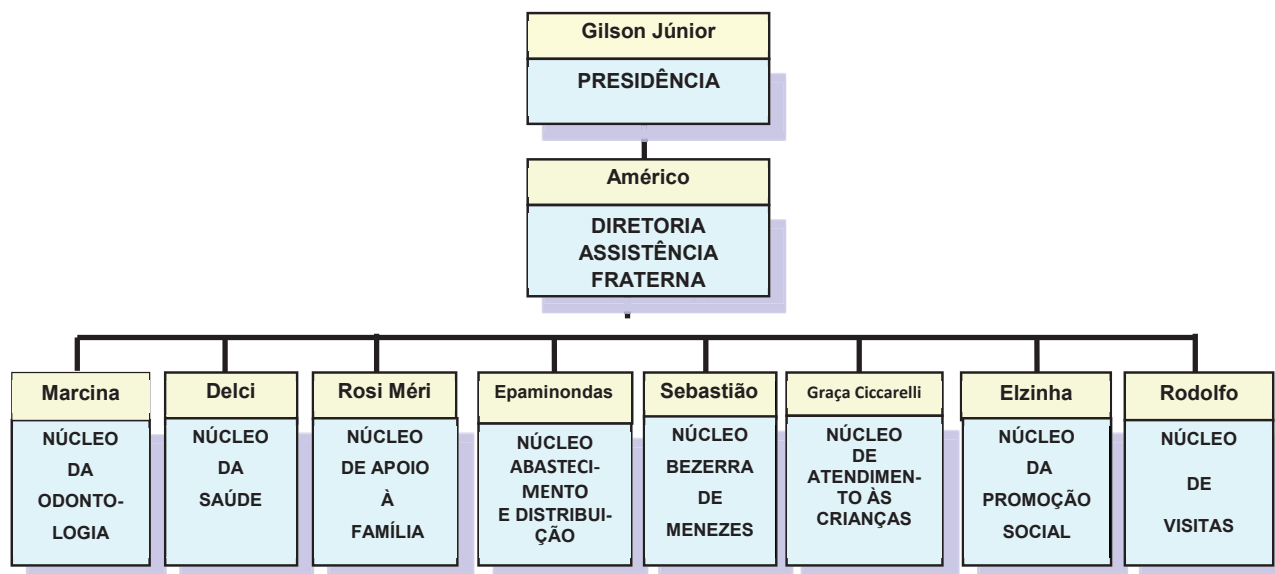 Gilson Júnior
PRESIDÊNCIA
Américo
DIRETORIA
ASSISTÊNCIA
FRATERNA
Marcina
NÚCLEO
DA
ODONTO-
LOGIA
Delci
NÚCLEO
DA
SAÚDE
Rosi Méri
NÚCLEO
DE APOIO
À
FAMÍLIA
Epaminondas
NÚCLEO
ABASTECI-
MENTO
E DISTRIBUI-
ÇÃO
Sebastião
NÚCLEO
BEZERRA
DE
MENEZES
Graça Ciccarelli
NÚCLEO
DE
ATENDIMEN-
TO ÀS
CRIANÇAS
Elzinha
NÚCLEO
DA
PROMOÇÃO
SOCIAL
Rodolfo
NÚCLEO
DE
VISITAS